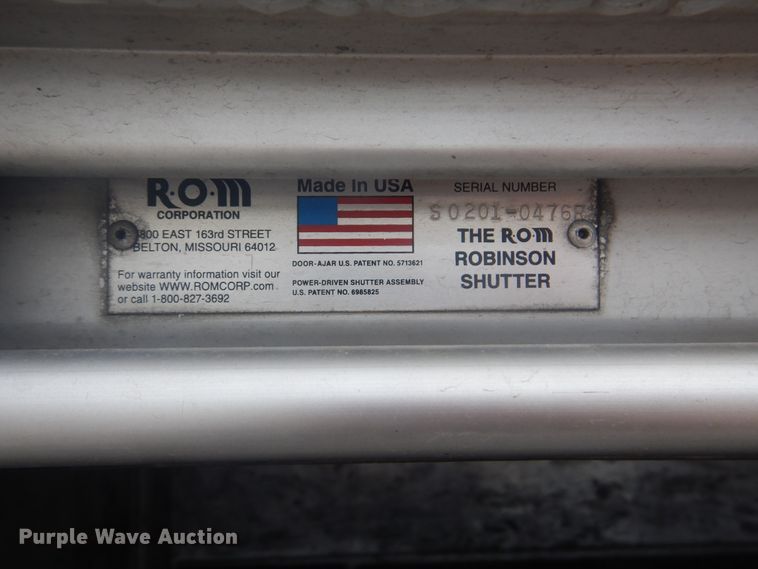 R·O·M
CORPORATION
800 EAST 163rd STREET
BELTON, MISSOURI 64012
For warranty information visit our
website WWW.ROMCORP.com
or call 1-800-827-3692
Made in USA
DOOR-AJAR U.S. PATENT NO. 5713621
POWER-DRIVEN SHUTTER ASSEMBLY
U.S. PATENT NO. 6985825
SERIAL NUMBER
S0201-0476R
THE R·O·M
ROBINSON
SHUTTER
Purple Wave Auction